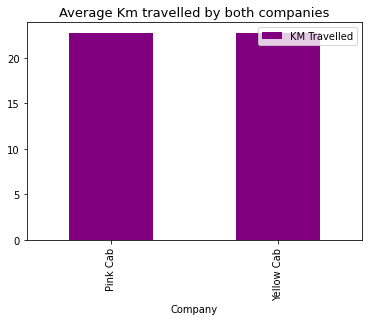 Average Km travelled by both companies
KM Travelled
20
15
10
5
0
Pink Cab
Yellow Cab
Company